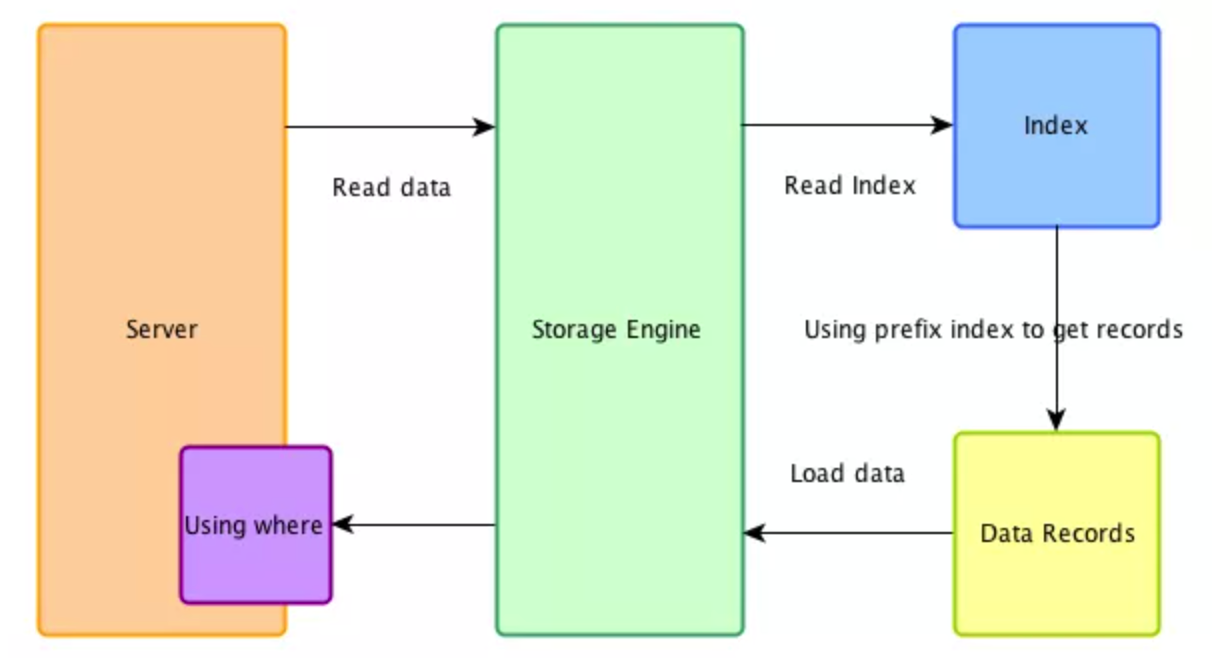 Index
Read data
Read Index
Server
Storage Engine
Using prefix index to get records
Load data
Using where
Data Records